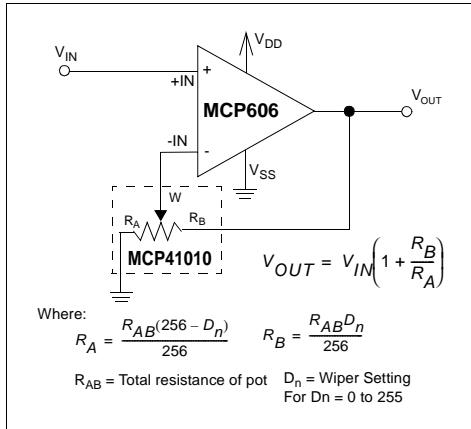 V_DD
V_IN
+IN
+
MCP606
V_OUT
-IN
-
V_SS
W
R_A R_B
MCP41010
V_OUT = V_IN(1 + R_B/R_A)
Where:
R_A = R_AB(256 – D_n)/256 R_B = R_AB D_n/256
R_AB = Total resistance of pot D_n = Wiper Setting
For Dn = 0 to 255